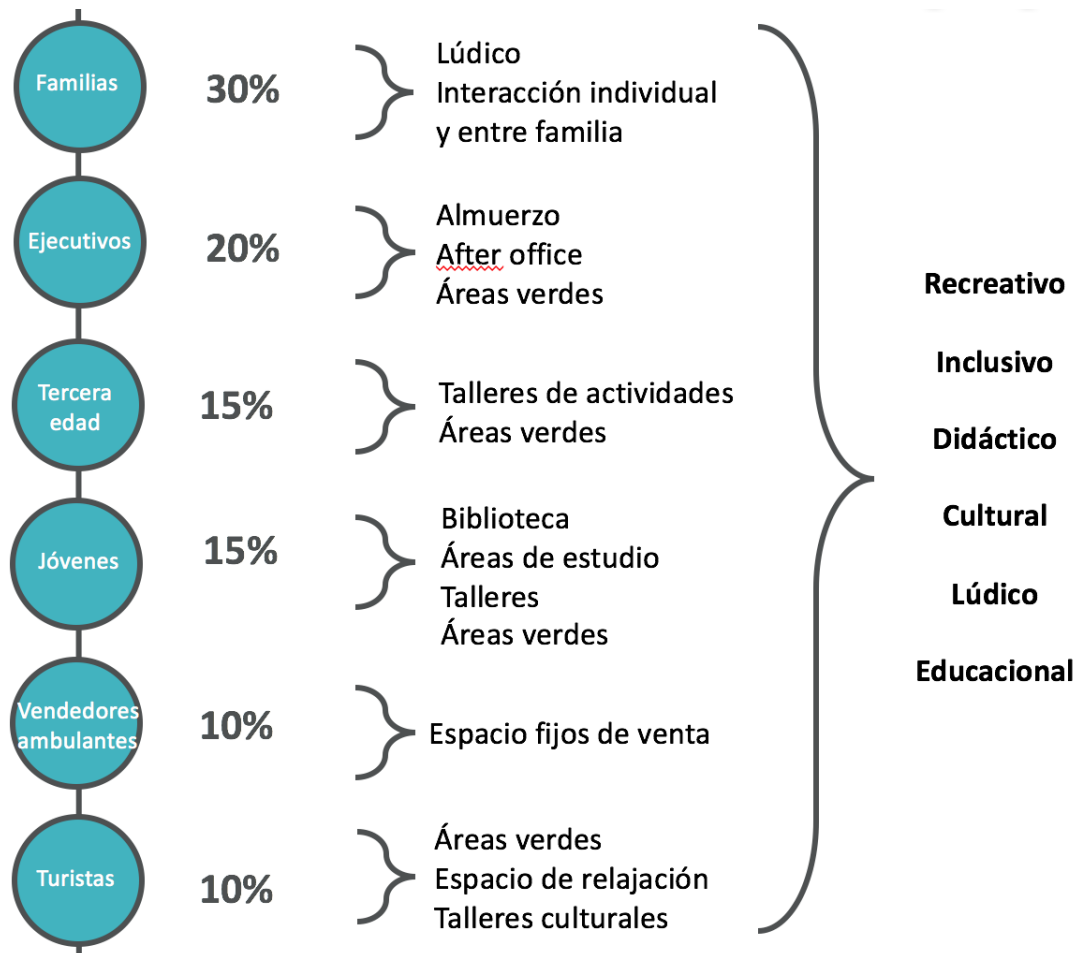 Familias
30%
Lúdico
Interacción individual
y entre familia
Ejecutivos
20%
Almuerzo
After office
Áreas verdes
Tercera
edad
15%
Talleres de actividades
Áreas verdes
Jóvenes
15%
Biblioteca
Áreas de estudio
Talleres
Áreas verdes
Vendedores
ambulantes
10%
Espacio fijos de venta
Turistas
10%
Áreas verdes
Espacio de relajación
Talleres culturales
Recreativo
Inclusivo
Didáctico
Cultural
Lúdico
Educacional